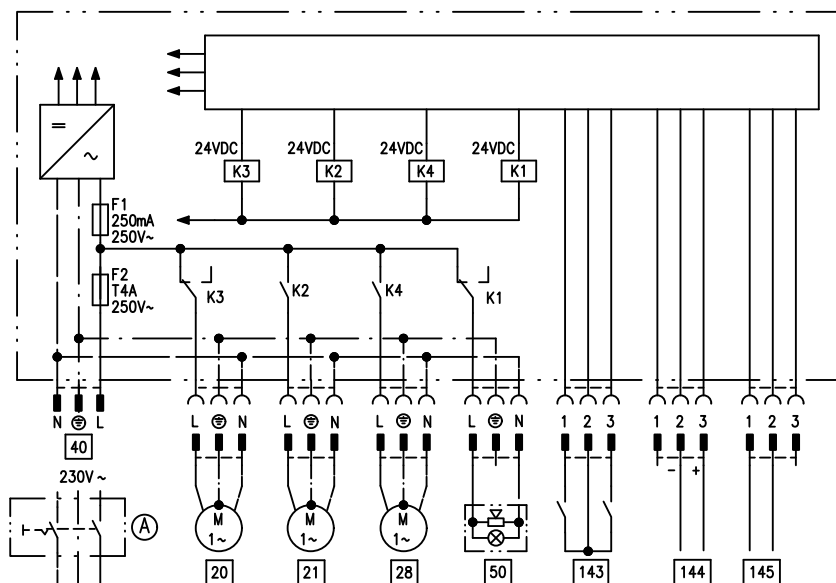 24VDC 24VDC 24VDC 24VDC
K3 K2 K4 K1
= ~
F1
250mA
250V~
F2
T4A
250V~
K3 K2 K4 K1
N L L N L N L N L N 1 2 3 1 2 3 1 2 3
40
- +
230V~
A
M M M
1~ 1~ 1~
20 21 28 50 143 144 145